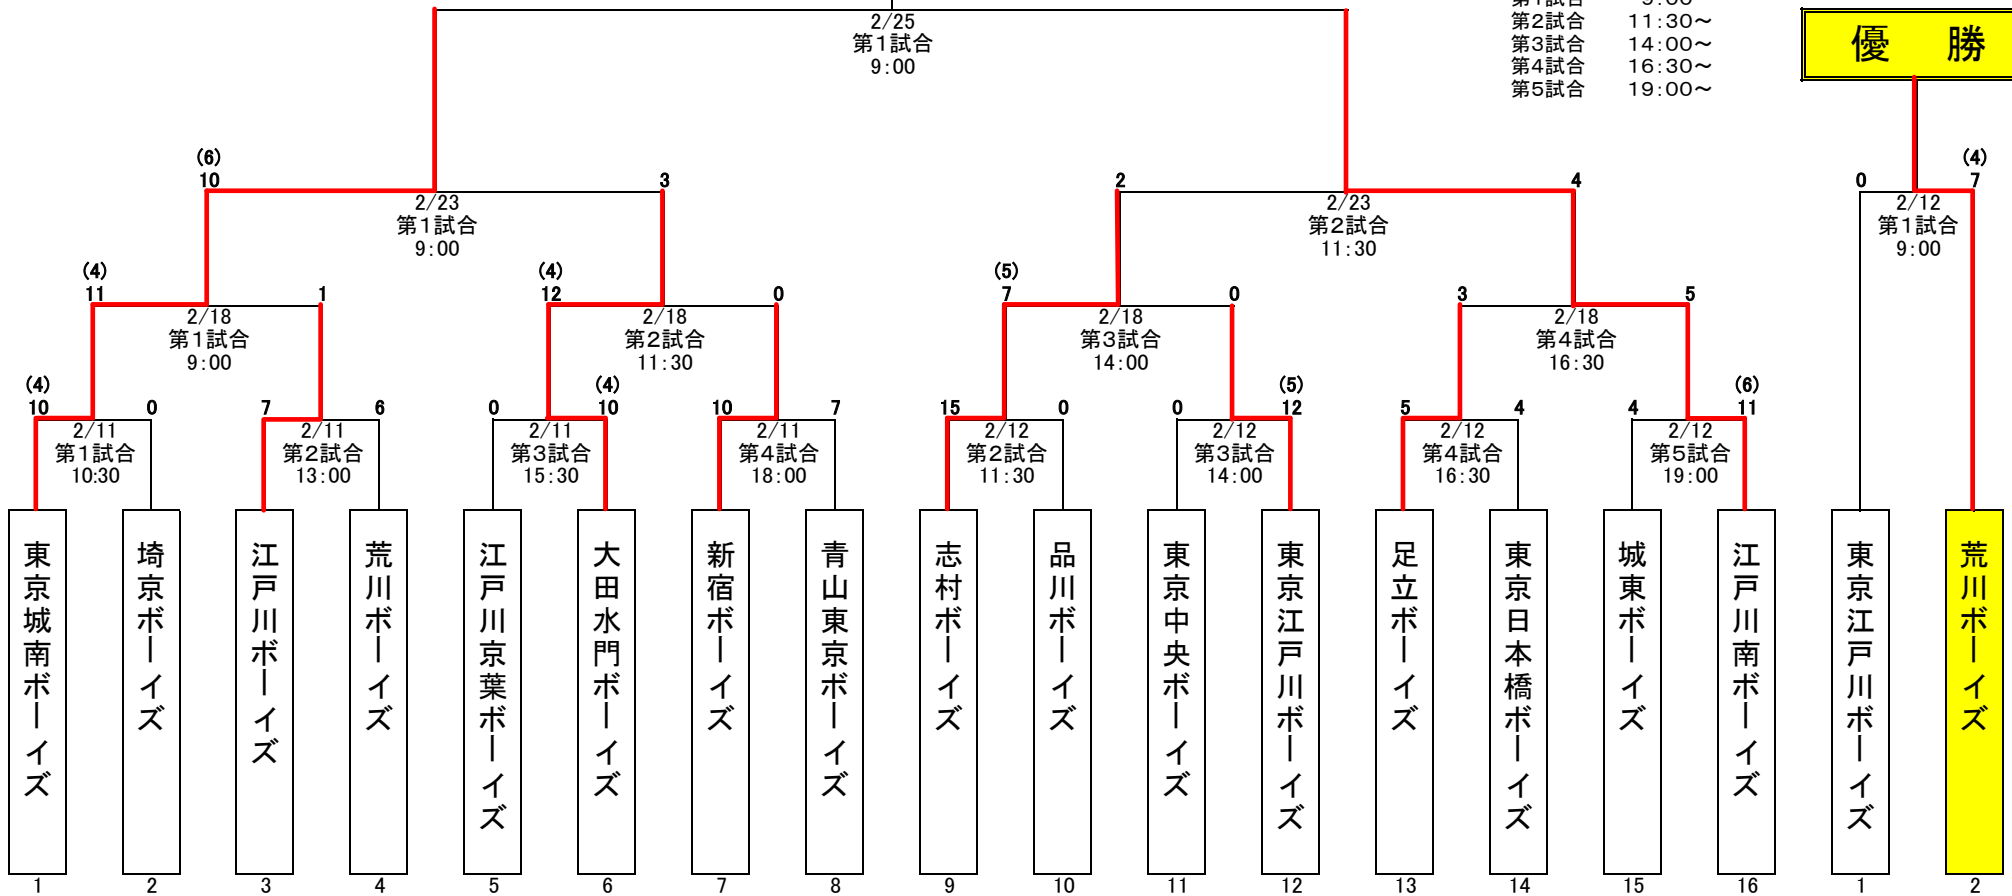 2/25
第1試合
9:00
第1試合 9:00~
第2試合 11:30~
第3試合 14:00~
第4試合 16:30~
第5試合 19:00~
優 勝
(6)
10 3
2/23
第1試合
9:00
2 4
2/23
第2試合
11:30
(4)
0 7
2/12
第1試合
9:00
(4)
11 1
2/18
第1試合
9:00
(4)
12 0
2/18
第2試合
11:30
(5)
7 0
2/18
第3試合
14:00
3 5
2/18
第4試合
16:30
(4)
10 0
2/11
第1試合
10:30
7 6
2/11
第2試合
13:00
(4)
0 10
2/11
第3試合
15:30
10 7
2/11
第4試合
18:00
15 0
2/12
第2試合
11:30
(5)
0 12
2/12
第3試合
14:00
5 4
2/12
第4試合
16:30
(6)
4 11
2/12
第5試合
19:00
東京城南ボーイズ
埼京ボーイズ
江戸川ボーイズ
荒川ボーイズ
江戸川京葉ボーイズ
大田水門ボーイズ
新宿ボーイズ
青山東京ボーイズ
志村ボーイズ
品川ボーイズ
東京中央ボーイズ
東京江戸川ボーイズ
足立ボーイズ
東京日本橋ボーイズ
城東ボーイズ
江戸川南ボーイズ
東京江戸川ボーイズ
荒川ボーイズ
1 2 3 4 5 6 7 8 9 10 11 12 13 14 15 16 1 2